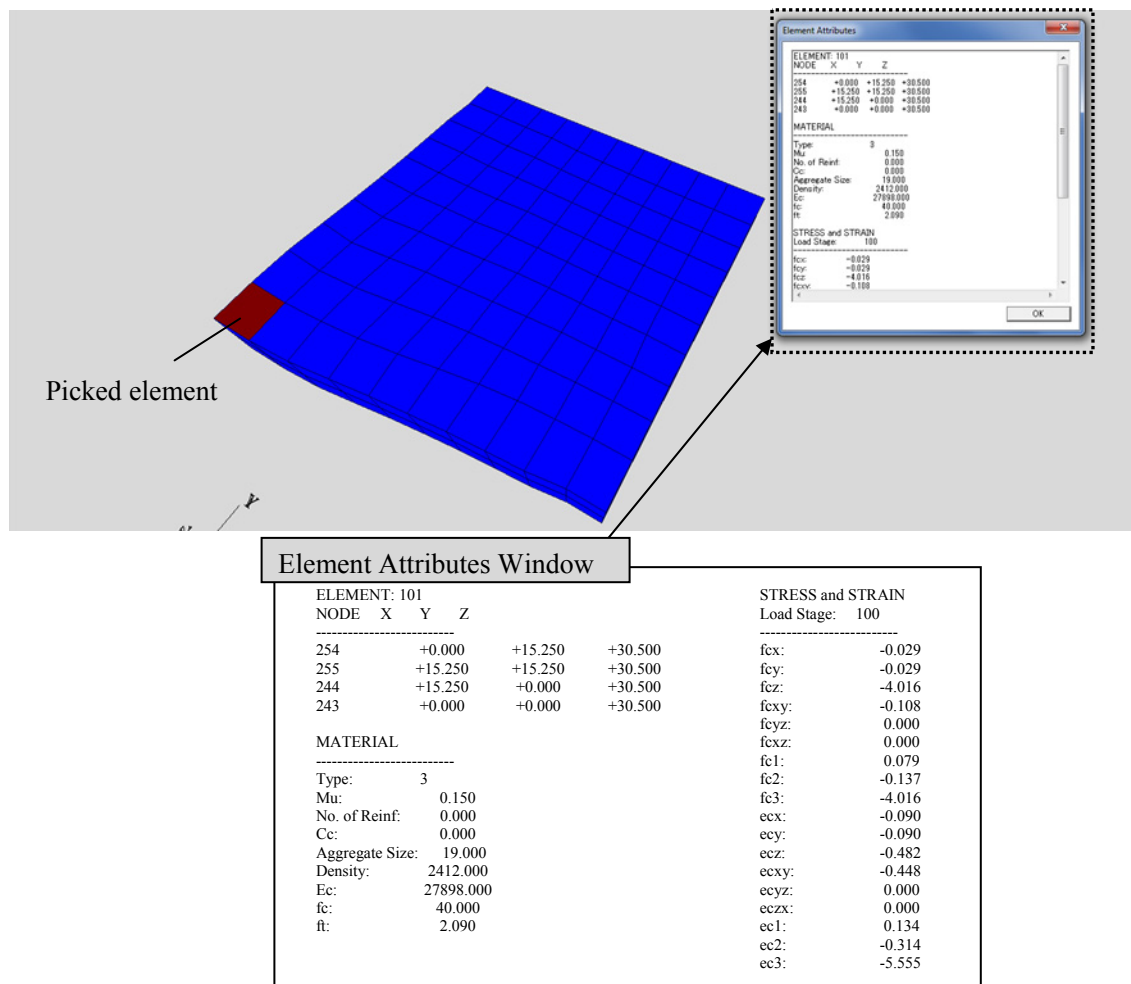 Element Attributes
ELEMENT: 101
NODE X Y Z
---------------------------
254 +0.000 +15.250 +30.500
255 +15.250 +15.250 +30.500
244 +15.250 +0.000 +30.500
243 +0.000 +0.000 +30.500
MATERIAL
---------------------------
Type: 3
Mu: 0.150
No. of Reinf: 0.000
Cc: 0.000
Aggregate Size: 19.000
Density: 2412.000
Ec: 27898.000
fc: 40.000
ft: 2.090
STRESS and STRAIN
Load Stage: 100
---------------------------
fcx: -0.029
fcy: -0.029
fcz: -4.016
fcxy: -0.108
OK
Picked element
Y
Element Attributes Window
ELEMENT: 101
NODE X Y Z
--------------------------
254 +0.000 +15.250 +30.500
255 +15.250 +15.250 +30.500
244 +15.250 +0.000 +30.500
243 +0.000 +0.000 +30.500
MATERIAL
--------------------------
Type: 3
Mu: 0.150
No. of Reinf: 0.000
Cc: 0.000
Aggregate Size: 19.000
Density: 2412.000
Ec: 27898.000
fc: 40.000
ft: 2.090
STRESS and STRAIN
Load Stage: 100
--------------------------
fcx: -0.029
fcy: -0.029
fcz: -4.016
fcxy: -0.108
fcyz: 0.000
fcxz: 0.000
fc1: 0.079
fc2: -0.137
fc3: -4.016
ecx: -0.090
ecy: -0.090
ecz: -0.482
ecxy: -0.448
ecyz: 0.000
eczx: 0.000
ec1: 0.134
ec2: -0.314
ec3: -5.555